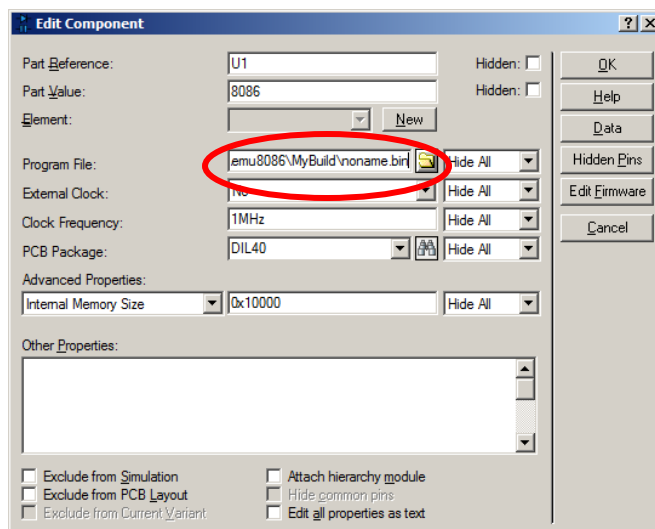 Edit Component
Part Reference: U1 Hidden: OK
Part Value: 8086 Hidden: Help
Element: New Data
Program File: emu8086\MyBuild\noname.bin Hide All Hidden Pins
External Clock: No Hide All Edit Firmware
Clock Frequency: 1MHz Hide All Cancel
PCB Package: DIL40 Hide All
Advanced Properties:
Internal Memory Size 0x10000 Hide All
Other Properties:
Exclude from Simulation Attach hierarchy module
Exclude from PCB Layout Hide common pins
Exclude from Current Variant Edit all properties as text